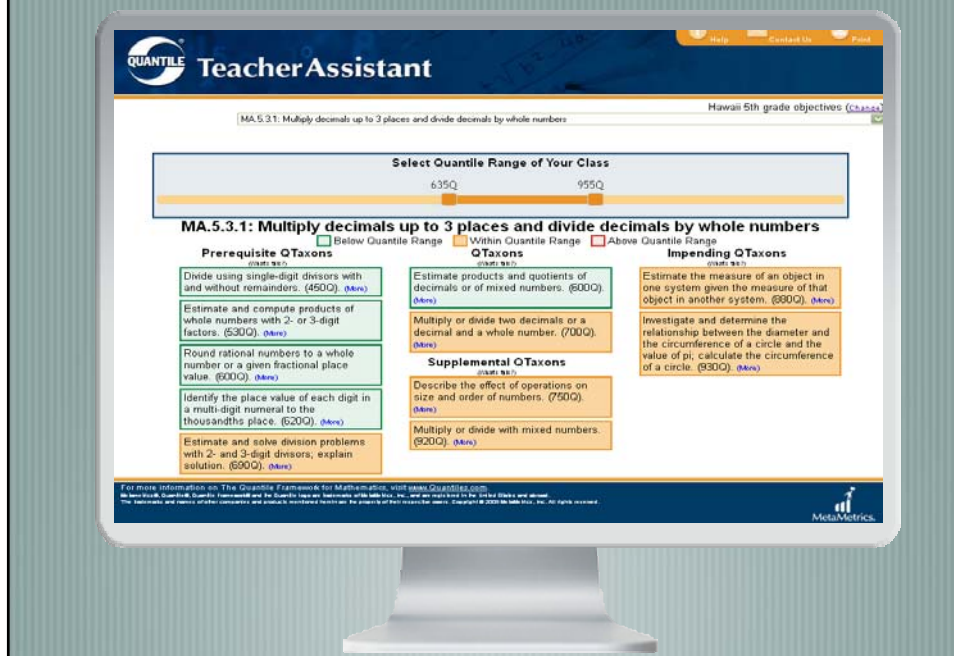 Help Contact Us Print
QUANTILE
TeacherAssistant
Hawaii 5th grade objectives (Change)
MA.5.3.1: Multiply decimals up to 3 places and divide decimals by whole numbers
Select Quantile Range of Your Class
635Q 955Q
MA.5.3.1: Multiply decimals up to 3 places and divide decimals by whole numbers
Below Quantile Range Within Quantile Range Above Quantile Range
Prerequisite QTaxons
(What's this?)
Divide using single-digit divisors with
and without remainders. (450Q). (More)
Estimate and compute products of
whole numbers with 2- or 3-digit
factors. (530Q). (More)
Round rational numbers to a whole
number or a given fractional place
value. (600Q). (More)
Identify the place value of each digit in
a multi-digit numeral to the
thousandths place. (620Q). (More)
Estimate and solve division problems
with 2- and 3-digit divisors; explain
solution. (690Q). (More)
QTaxons
(What's this?)
Estimate products and quotients of
decimals or of mixed numbers. (600Q).
(More)
Multiply or divide two decimals or a
decimal and a whole number. (700Q).
(More)
Supplemental QTaxons
(What's this?)
Describe the effect of operations on
size and order of numbers. (750Q).
(More)
Multiply or divide with mixed numbers.
(920Q). (More)
Impending QTaxons
(What's this?)
Estimate the measure of an object in
one system given the measure of that
object in another system. (880Q). (More)
Investigate and determine the
relationship between the diameter and
the circumference of a circle and the
value of pi; calculate the circumference
of a circle. (930Q). (More)
For more information on The Quantile Framework for Mathematics, visit www.Quantiles.com.
MetaMetrics.